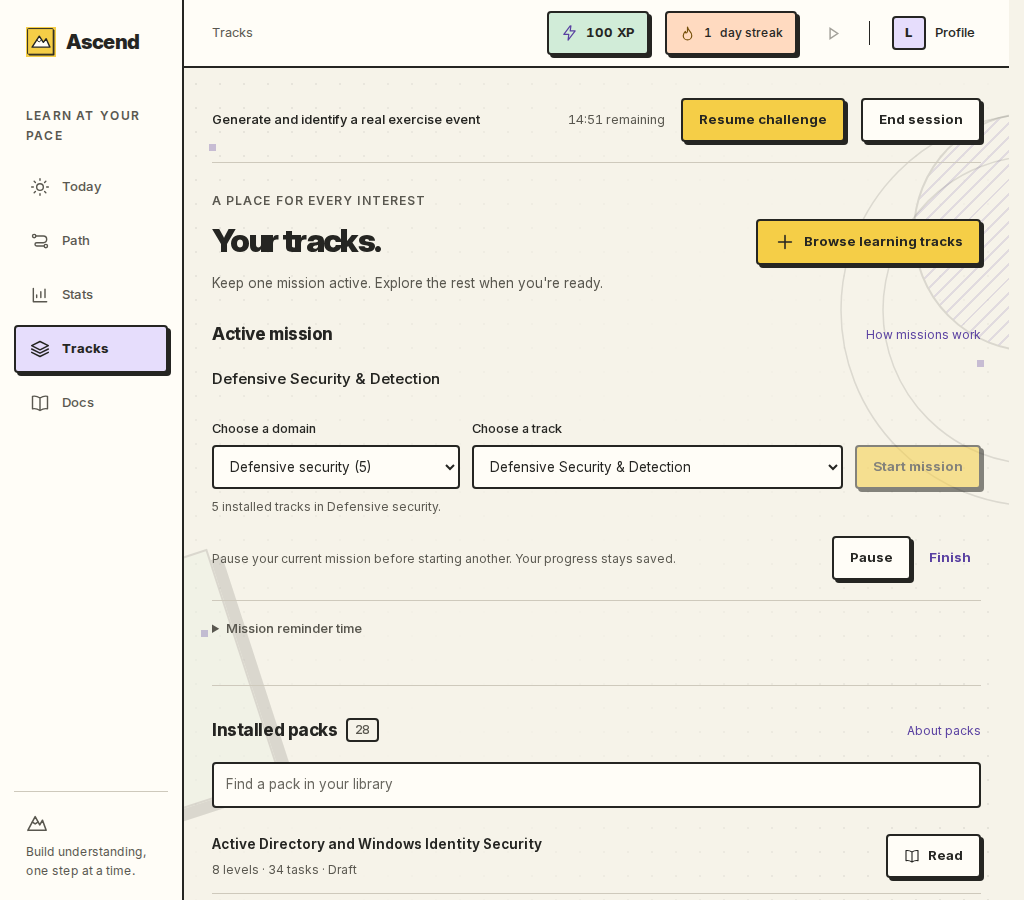 Ascend
LEARN AT YOUR
PACE
Today
Path
Stats
Tracks
Docs
Build understanding,
one step at a time.
Tracks
100 XP
1 day streak
L
Profile
Generate and identify a real exercise event
14:51 remaining
Resume challenge
End session
A PLACE FOR EVERY INTEREST
Your tracks.
Browse learning tracks
Keep one mission active. Explore the rest when you're ready.
Active mission
How missions work
Defensive Security & Detection
Choose a domain
Choose a track
Defensive security (5)
Defensive Security & Detection
Start mission
5 installed tracks in Defensive security.
Pause your current mission before starting another. Your progress stays saved.
Pause
Finish
Mission reminder time
Installed packs 28
About packs
Find a pack in your library
Active Directory and Windows Identity Security
8 levels · 34 tasks · Draft
Read